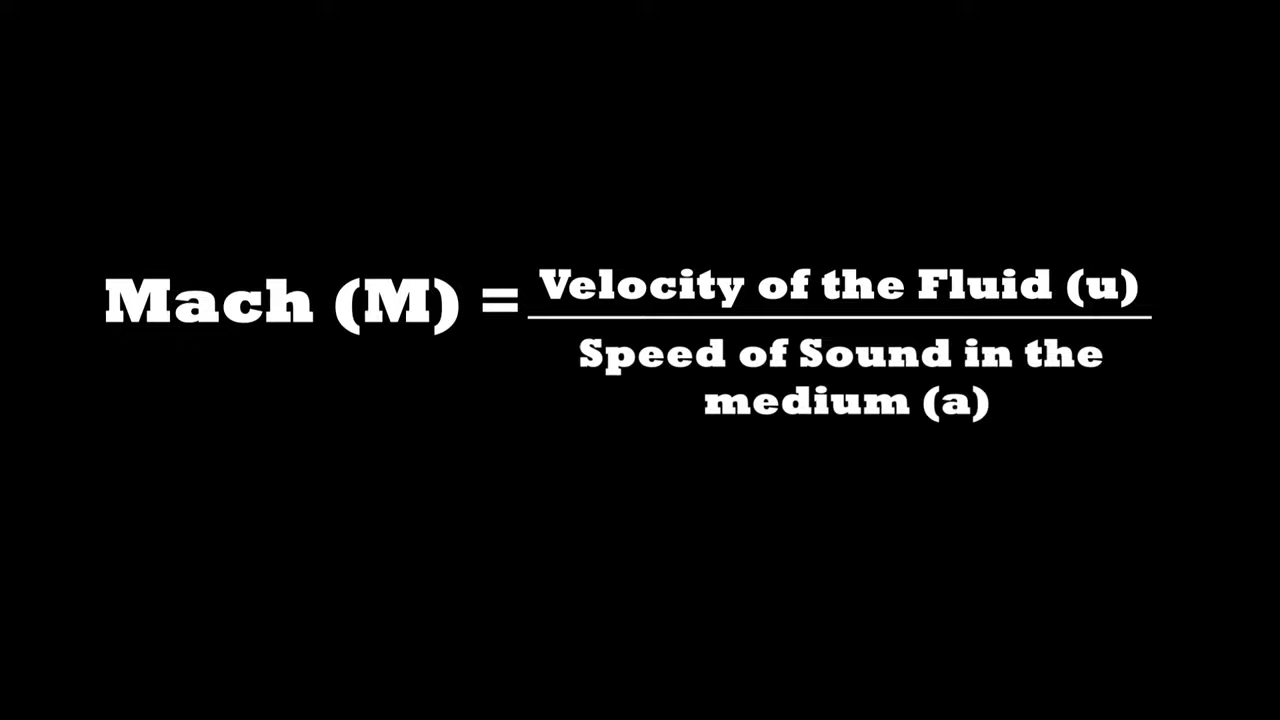 Mach (M) =
Velocity of the Fluid (u)
Speed of Sound in the
medium (a)